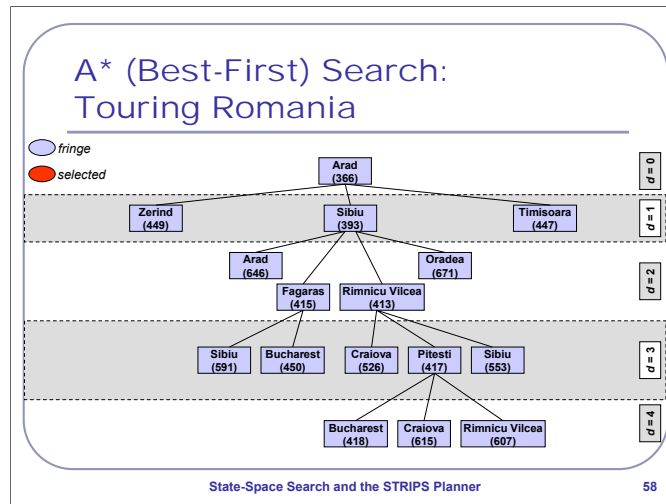 A* (Best-First) Search:
Touring Romania
fringe
selected
Arad
(366)
d = 0
Zerind
(449)
Sibiu
(393)
Timisoara
(447)
d = 1
Arad
(646)
Oradea
(671)
Fagaras
(415)
Rimnicu Vilcea
(413)
d = 2
Sibiu
(591)
Bucharest
(450)
Craiova
(526)
Pitesti
(417)
Sibiu
(553)
d = 3
Bucharest
(418)
Craiova
(615)
Rimnicu Vilcea
(607)
d = 4
State-Space Search and the STRIPS Planner
58